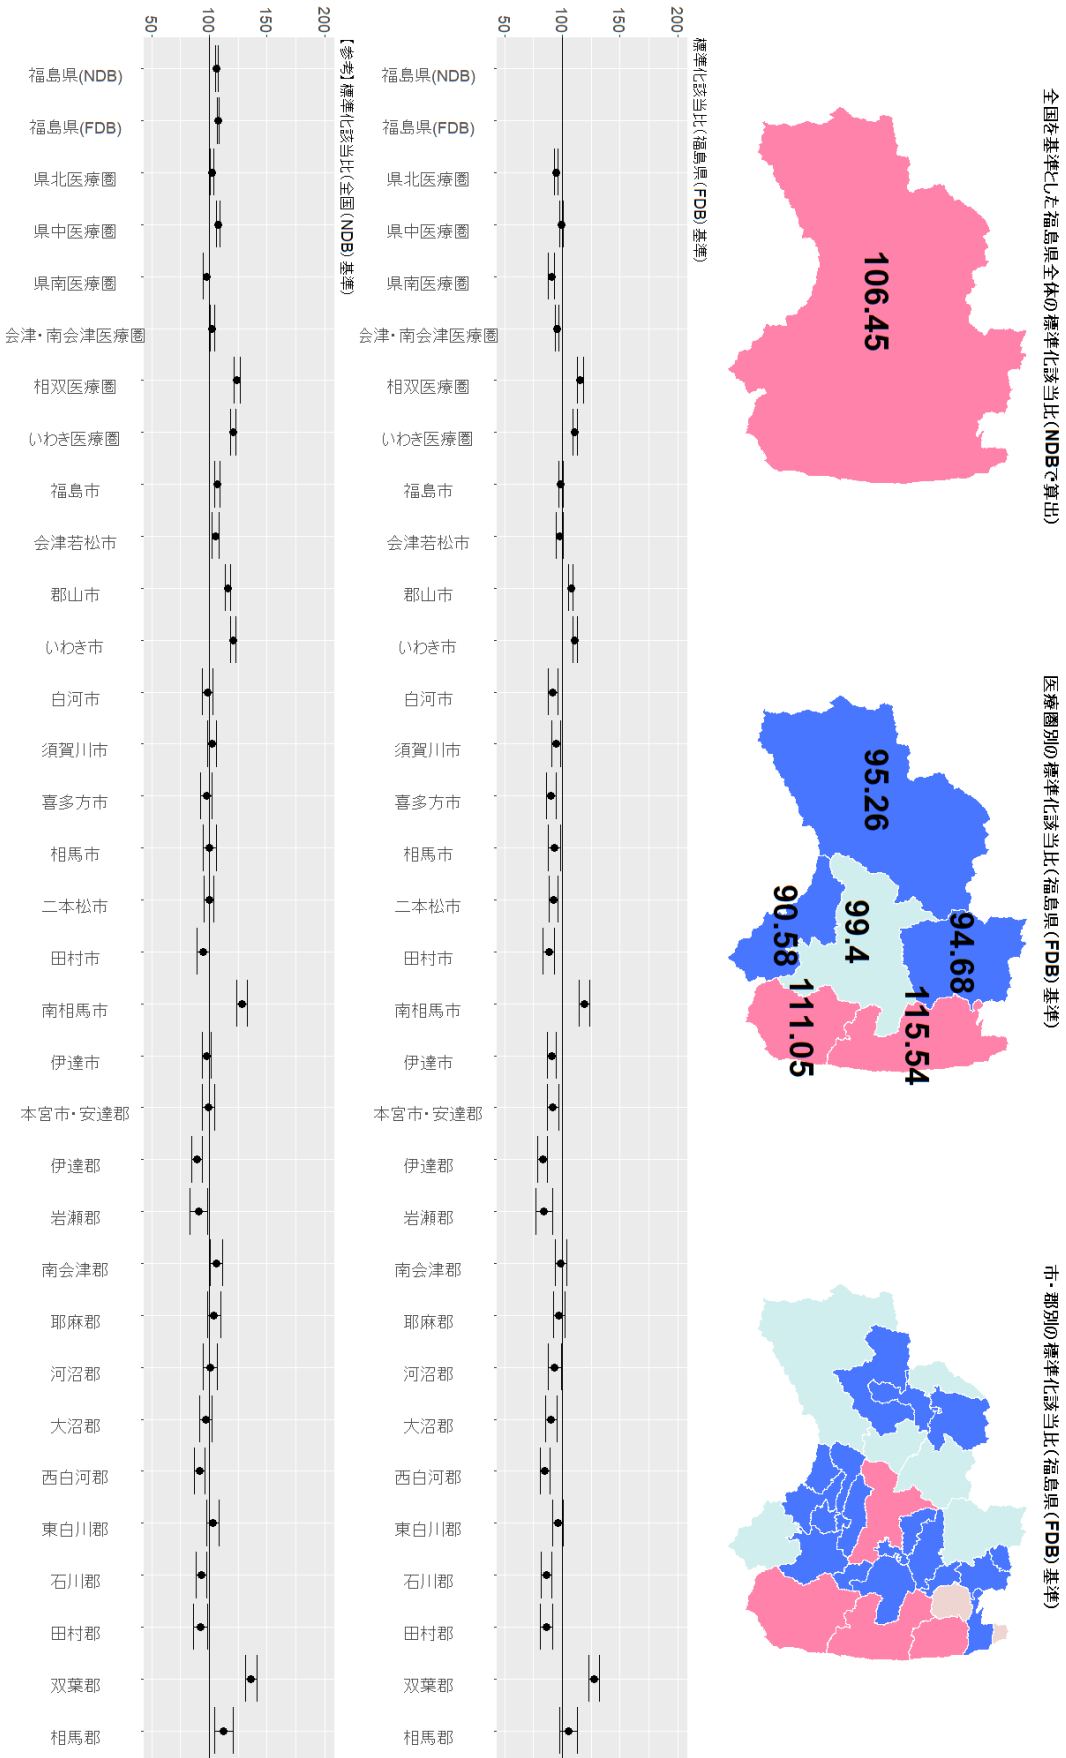 全国を基準とした福島県全体の標準化該当比(NDBで算出)
106.45
医療圏別の標準化該当比(福島県(FDB)基準)
95.26
94.68
99.4
90.58
115.54
111.05
市・郡別の標準化該当比(福島県(FDB)基準)
標準化該当比(福島県(FDB)基準)
200
150
100
50
福島県(NDB)
福島県(FDB)
県北医療圏
県中医療圏
県南医療圏
会津・南会津医療圏
相双医療圏
いわき医療圏
福島市
会津若松市
郡山市
いわき市
白河市
須賀川市
喜多方市
相馬市
二本松市
田村市
南相馬市
伊達市
本宮市・安達郡
伊達郡
岩瀬郡
南会津郡
耶麻郡
河沼郡
大沼郡
西白河郡
東白川郡
石川郡
田村郡
双葉郡
相馬郡
【参考】標準化該当比(全国(NDB)基準)
200
150
100
50
福島県(NDB)
福島県(FDB)
県北医療圏
県中医療圏
県南医療圏
会津・南会津医療圏
相双医療圏
いわき医療圏
福島市
会津若松市
郡山市
いわき市
白河市
須賀川市
喜多方市
相馬市
二本松市
田村市
南相馬市
伊達市
本宮市・安達郡
伊達郡
岩瀬郡
南会津郡
耶麻郡
河沼郡
大沼郡
西白河郡
東白川郡
石川郡
田村郡
双葉郡
相馬郡